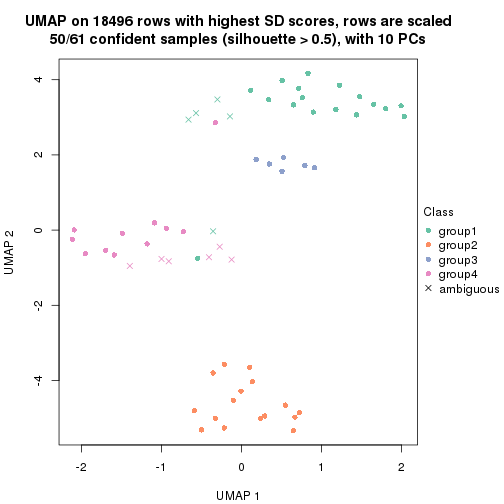 UMAP on 18496 rows with highest SD scores, rows are scaled
50/61 confident samples (silhouette > 0.5), with 10 PCs
4
2
0
-2
-4
UMAP 2
-2
-1
0
1
2
UMAP 1
Class
group1
group2
group3
group4
ambiguous